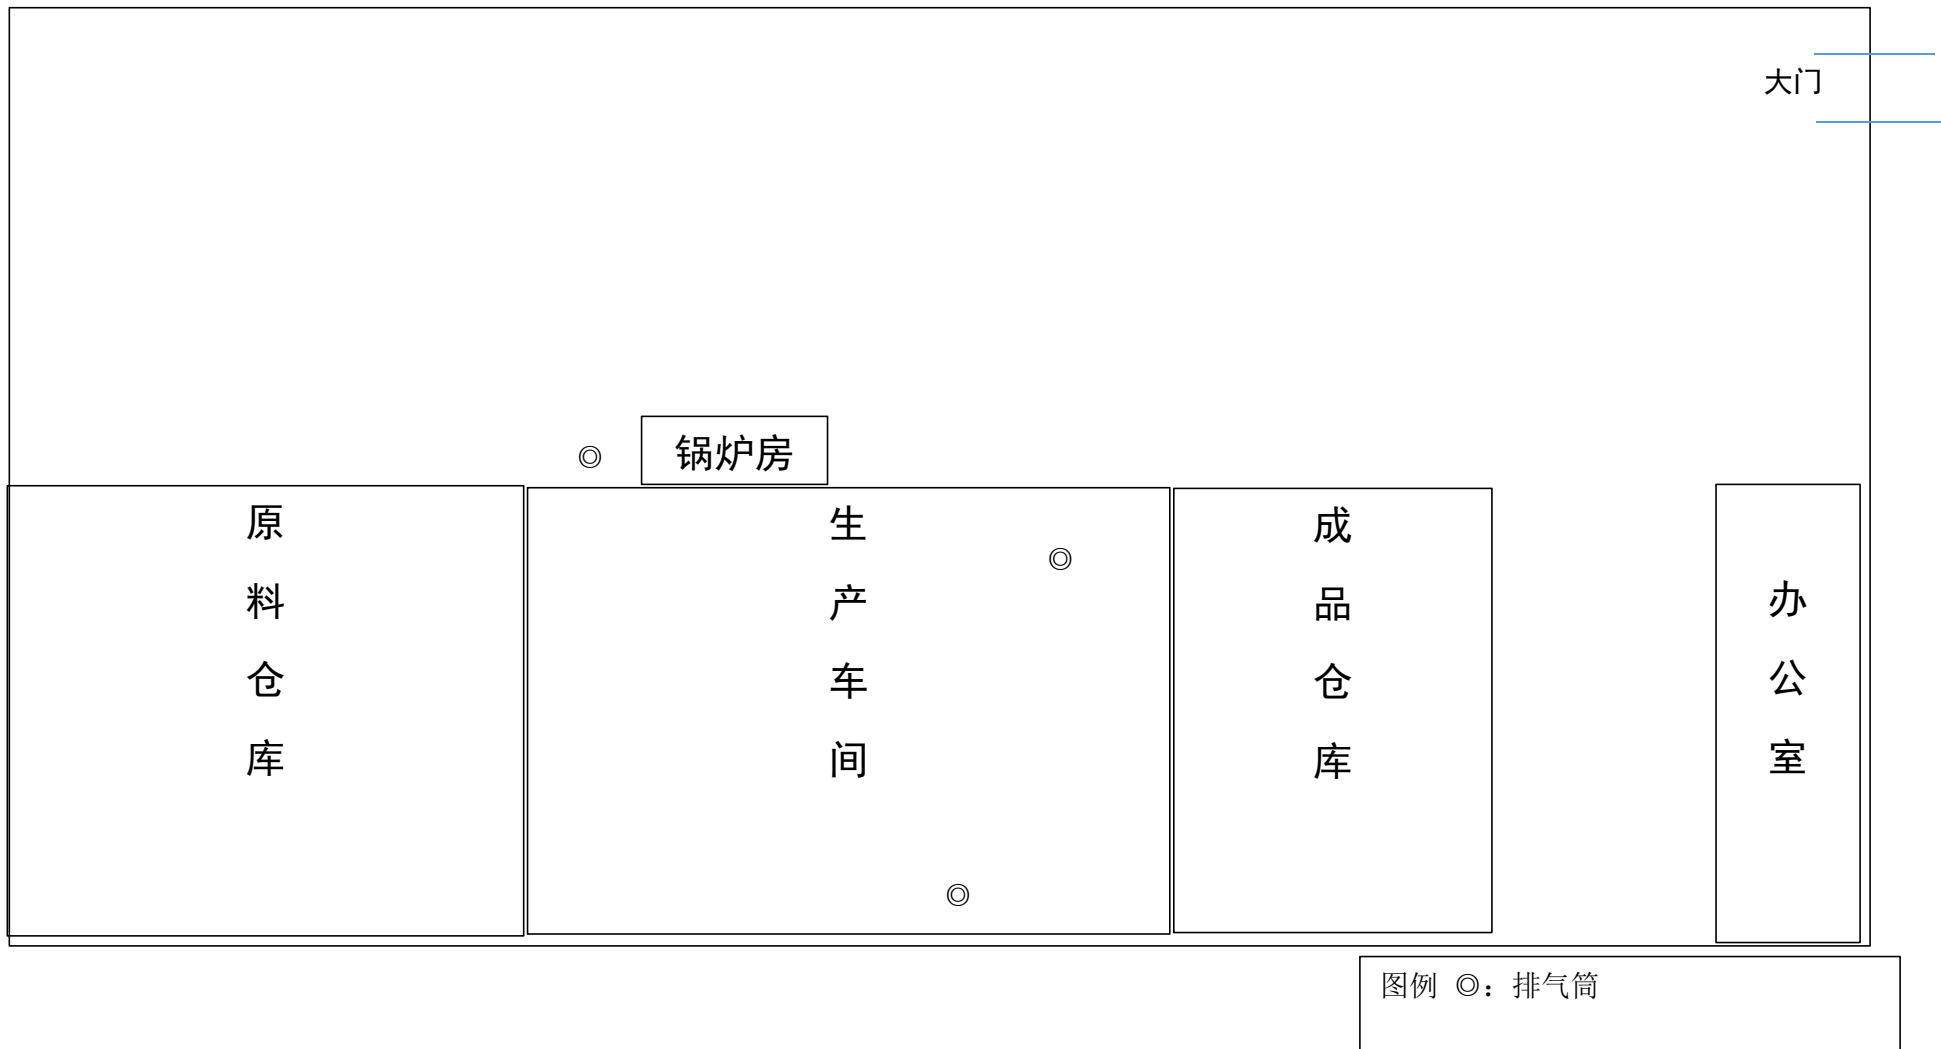 大门
◎
锅炉房
原料仓库
生产车间
◎
◎
成品仓库
办公室
图例 ◎：排气筒